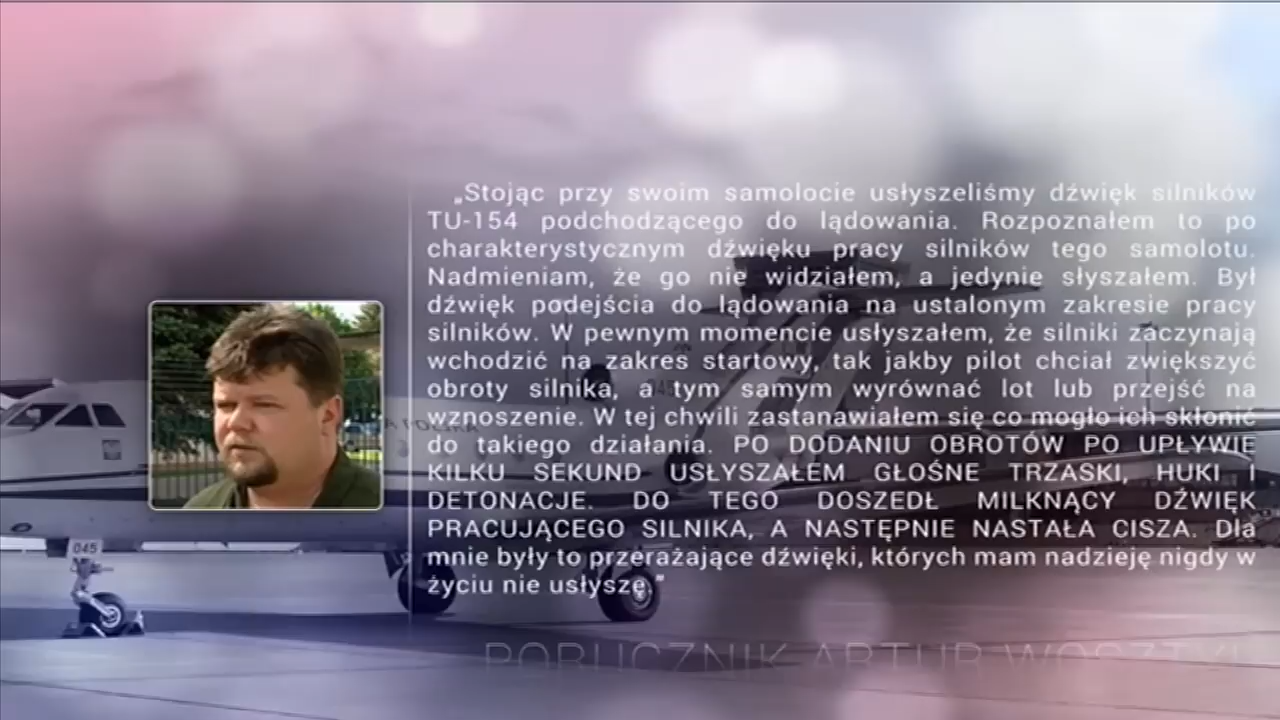 „Stojąc przy swoim samolocie usłyszeliśmy dźwięk silników
TU-154 podchodzącego do lądowania. Rozpoznałem to po
charakterystycznym dźwięku pracy silników tego samolotu.
Nadmieniam, że go nie widziałem, a jedynie słyszałem. Był
dźwięk podejścia do lądowania na ustalonym zakresie pracy
silników. W pewnym momencie usłyszałem, że silniki zaczynają
wchodzić na zakres startowy, tak jakby pilot chciał zwiększyć
obroty silnika, a tym samym wyrównać lot lub przejść na
wznoszenie. W tej chwili zastanawiałem się co mogło ich skłonić
do takiego działania. PO DODANIU OBROTÓW PO UPŁYWIE
KILKU SEKUND USŁYSZAŁEM GŁOŚNE TRZASKI, HUKI I
DETONACJE. DO TEGO DOSZEDŁ MILKNĄCY DŹWIĘK
PRACUJĄCEGO SILNIKA, A NASTĘPNIE NASTAŁA CISZA. Dla
mnie były to przerażające dźwięki, których mam nadzieję nigdy w
życiu nie usłyszę.”
045
PORUCZNIK ARTUR WOSZTYL